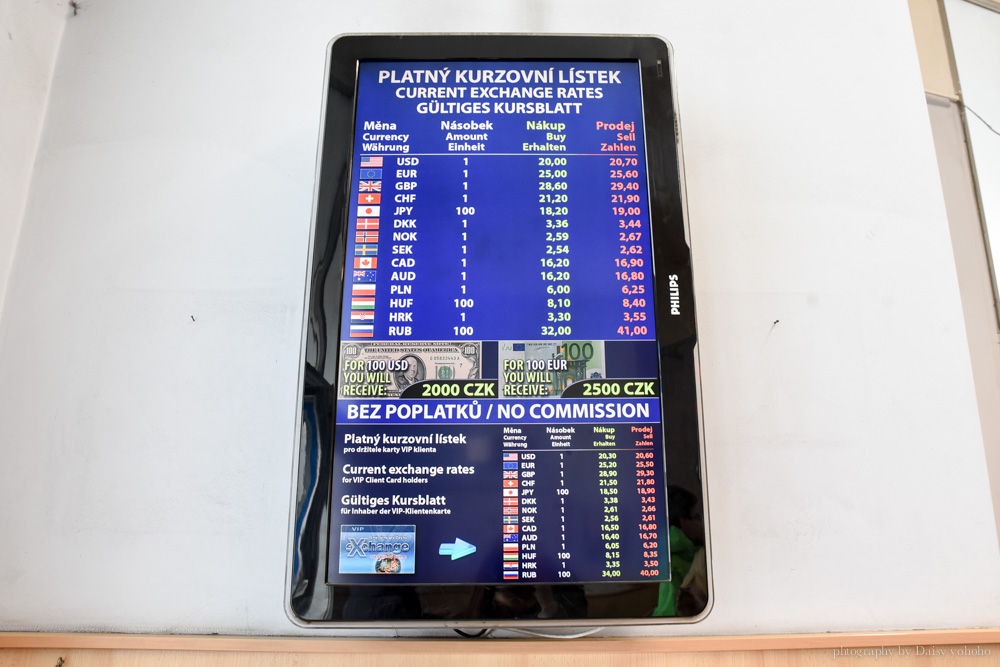 PLATNÝ KURZOVNÍ LÍSTEK
CURRENT EXCHANGE RATES
GÜLTIGES KURSBLATT
Měna Násobek Nákup Prodej
Currency Amount Buy Sell
Währung Einheit Erhalten Zahlen
USD 1 20,00 20,70
EUR 1 25,00 25,60
GBP 1 28,60 29,40
CHF 1 21,20 21,90
JPY 100 18,20 19,00
DKK 1 3,36 3,44
NOK 1 2,59 2,67
SEK 1 2,54 2,62
CAD 1 16,20 16,90
AUD 1 16,20 16,80
PLN 1 6,00 6,25
HUF 100 8,10 8,40
HRK 1 3,30 3,55
RUB 100 32,00 41,00
PHILIPS
FOR 100 USD
YOU WILL
RECEIVE: 2000 CZK
FOR 100 EUR
YOU WILL
RECEIVE: 2500 CZK
BEZ POPLATKŮ / NO COMMISSION
Platný kurzovní lístek
pro držitele karty VIP klienta
Current exchange rates
for VIP Client Card holders
Gültiges Kursblatt
für Inhaber der VIP-Klientenkarte
VIP
eXchange
Měna Násobek Nákup Prodej
Currency Amount Buy Sell
Währung Einheit Erhalten Zahlen
USD 1 20,30 20,60
EUR 1 25,20 25,50
GBP 1 28,90 29,30
CHF 1 21,50 21,80
JPY 100 18,50 18,90
DKK 1 3,38 3,43
NOK 1 2,61 2,66
SEK 1 2,56 2,61
CAD 1 16,50 16,80
AUD 1 16,40 16,70
PLN 1 6,05 6,20
HUF 100 8,15 8,35
HRK 1 3,35 3,50
RUB 100 34,00 40,00
phtography by Daisy yohoho